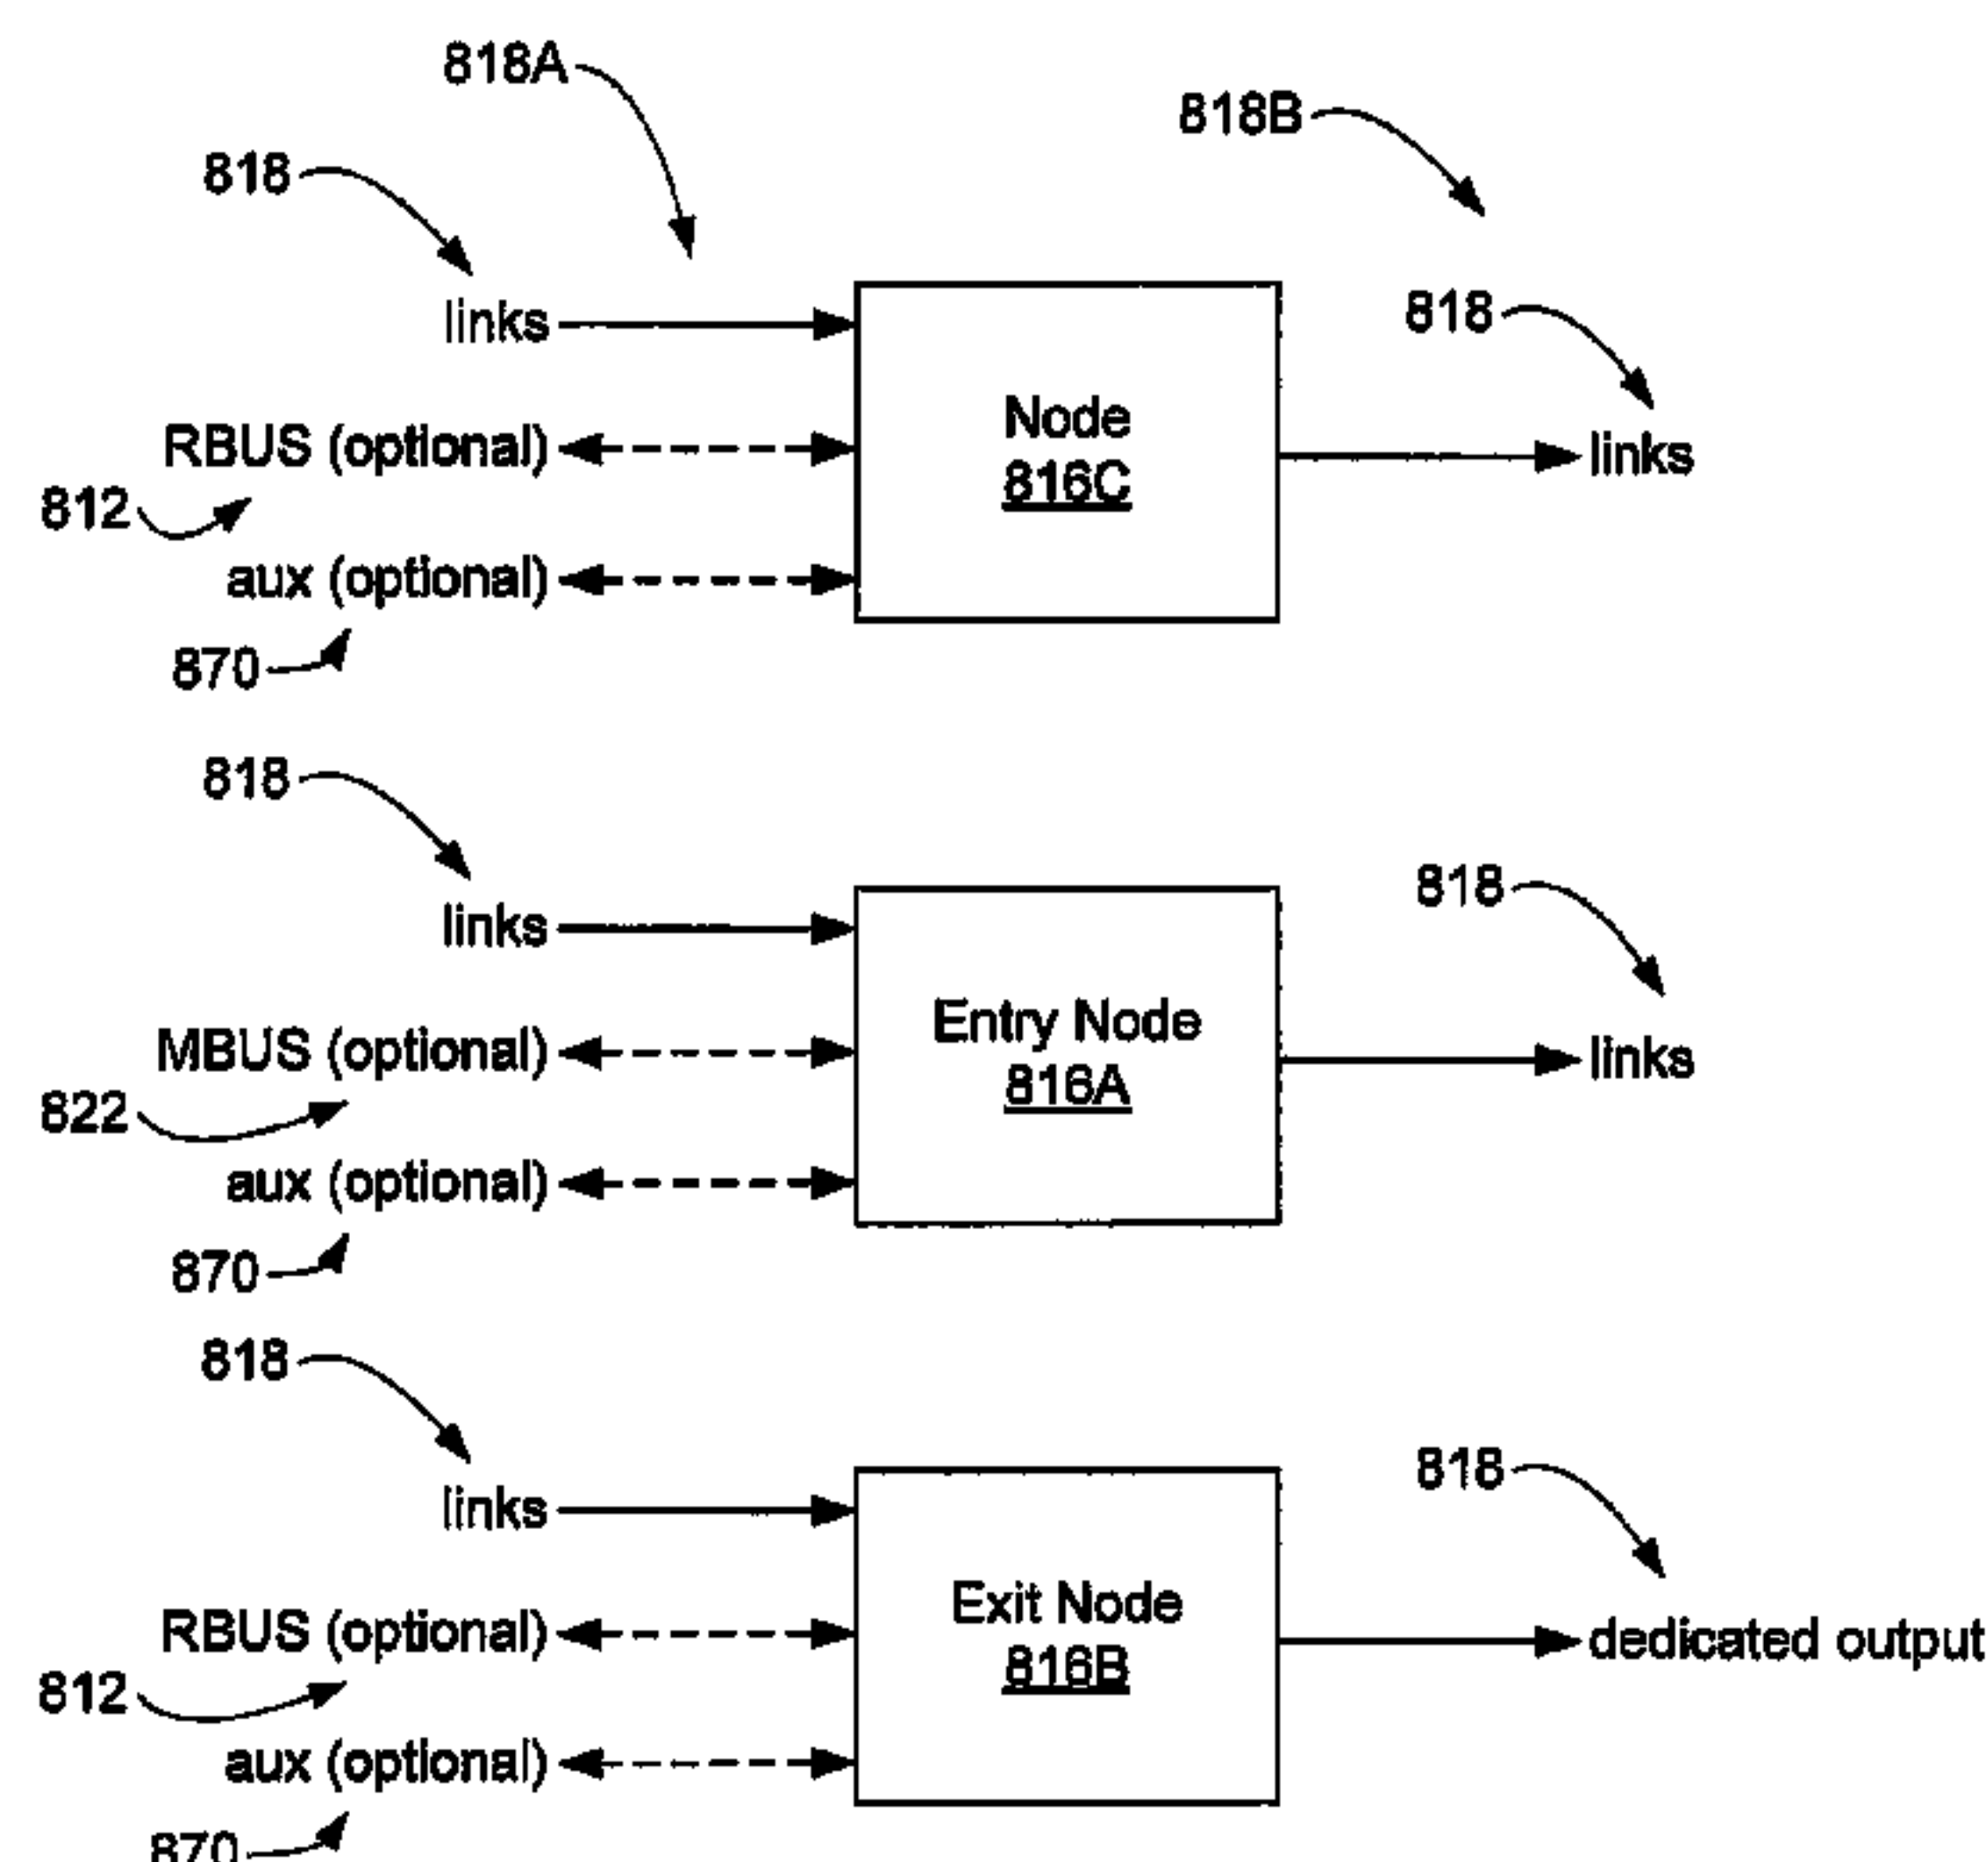 818A
818B
818
818
links
Node
816C
links
RBUS (optional)
812
aux (optional)
870
818
818
links
Entry Node
816A
links
MBUS (optional)
822
aux (optional)
870
818
818
links
Exit Node
816B
dedicated output
RBUS (optional)
812
aux (optional)
870